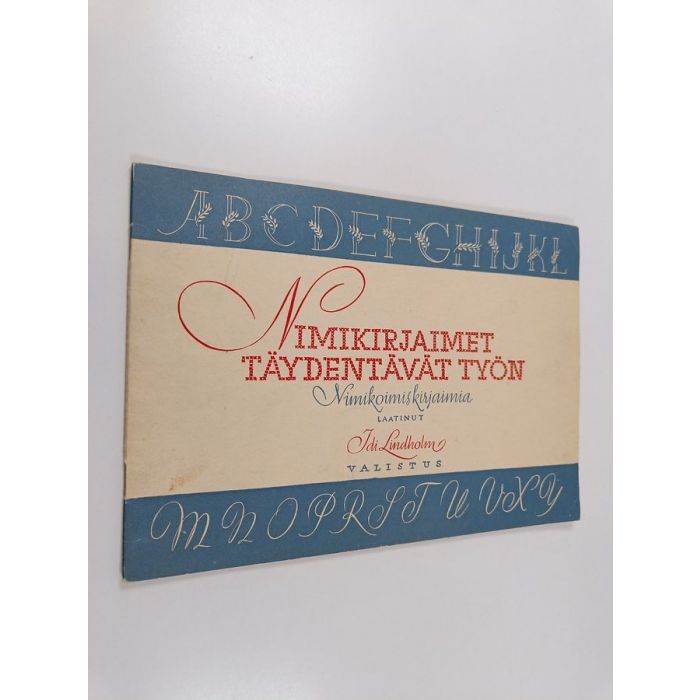 ABCDEFGHIJKL
NIMIKIRJAIMET
TÄYDENTÄVÄT TYÖN
Nimikoimiskirjaimia
LAATINUT
Idi Lindholm
VALISTUS
MNOPRSTUVXY